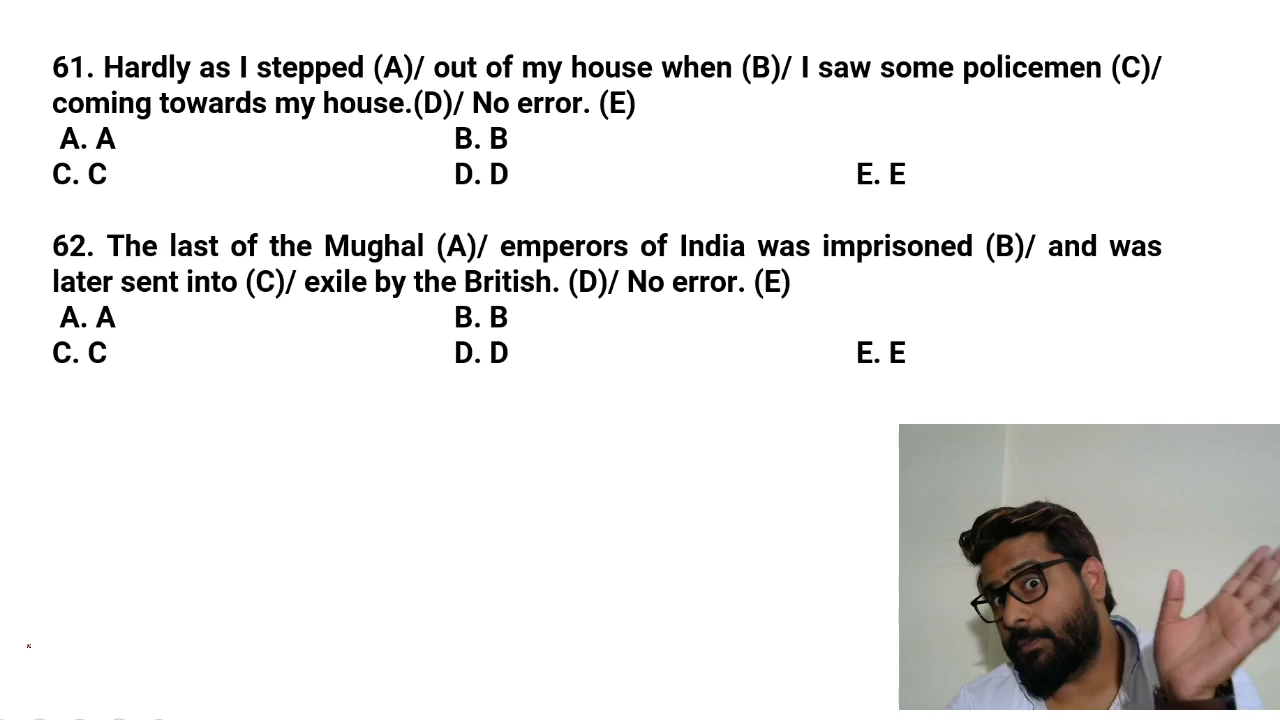 61. Hardly as I stepped (A)/ out of my house when (B)/ I saw some policemen (C)/
coming towards my house.(D)/ No error. (E)
A. A B. B
C. C D. D E. E
62. The last of the Mughal (A)/ emperors of India was imprisoned (B)/ and was
later sent into (C)/ exile by the British. (D)/ No error. (E)
A. A B. B
C. C D. D E. E